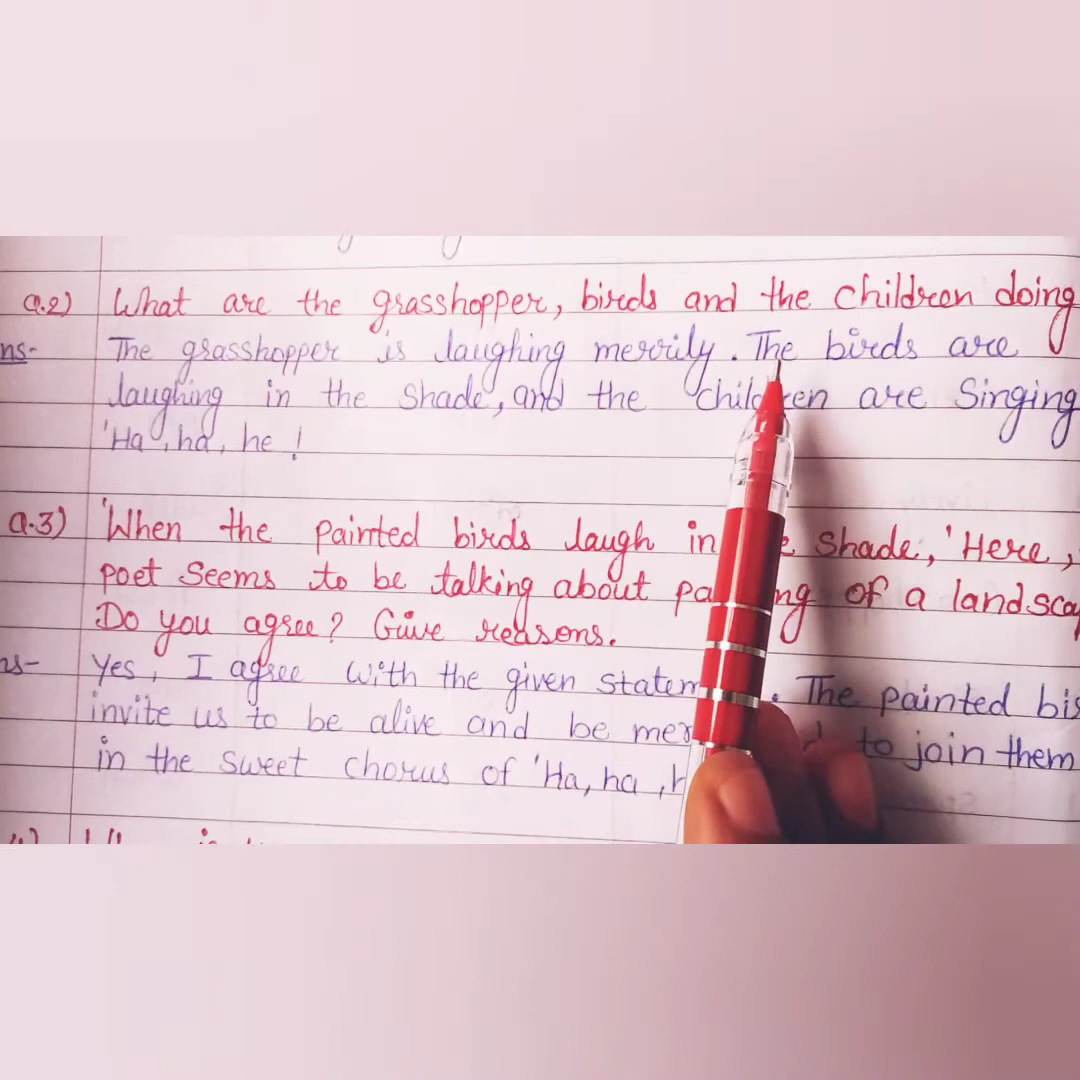 Q.2) What are the grasshopper, birds and the children doing
ns- The grasshopper is laughing merrily. The birds are
laughing in the shade, and the children are Singing
'Ha, ha, he!
Q.3) 'When the painted birds laugh in shade,' Here,
poet seems to be talking about of a landscap
Do you agree? Give reasons.
ns- Yes, I agree with the given The painted
invite us to be alive and be to join them
in the sweet chorus of 'Ha, ha,